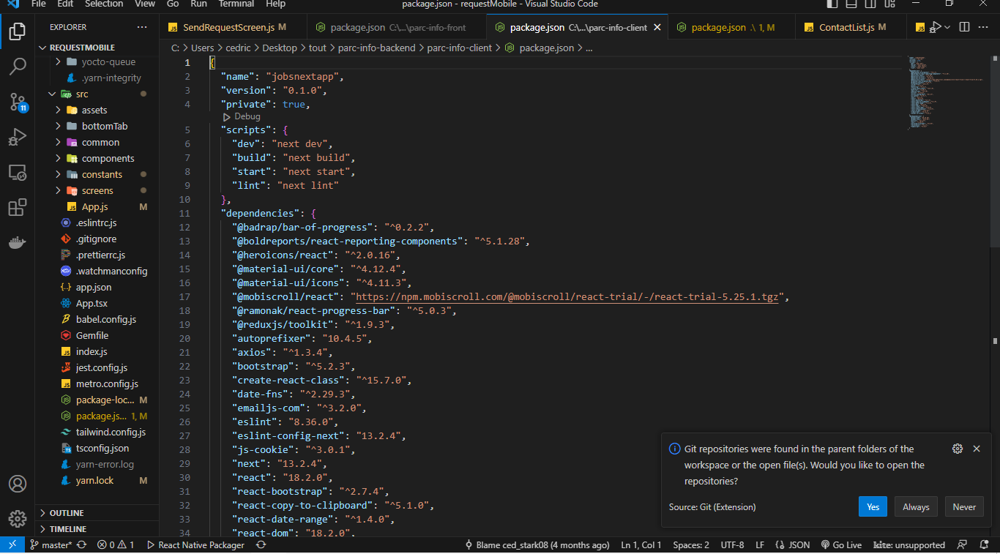 File Edit Selection View Go Run Terminal Help package.json - requestMobile - Visual Studio Code
EXPLORER ···
SendRequestScreen.js M package.json C:\...\parc-info-front package.json C:\...\parc-info-client package.json .\ 1, M ContactList.js M
C: > Users > cedric > Desktop > tout > parc-info-backend > parc-info-client > package.json > ...
REQUESTMOBILE
yocto-queue
.yarn-integrity
src
assets
bottomTab
common
components
constants
screens
App.js M
.eslintrc.js
.gitignore
.prettierrc.js
.watchmanconfig
app.json
App.tsx
babel.config.js
Gemfile
index.js
jest.config.js
metro.config.js
package-loc... M
package.js... 1, M
tailwind.config.js
tsconfig.json
yarn-error.log
yarn.lock M
OUTLINE
TIMELINE
11
1 {
2 "name": "jobsnextapp",
3 "version": "0.1.0",
4 "private": true,
Debug
5 "scripts": {
6 "dev": "next dev",
7 "build": "next build",
8 "start": "next start",
9 "lint": "next lint"
10 },
11 "dependencies": {
12 "@badrap/bar-of-progress": "^0.2.2",
13 "@boldreports/react-reporting-components": "^5.1.28",
14 "@heroicons/react": "^2.0.16",
15 "@material-ui/core": "^4.12.4",
16 "@material-ui/icons": "^4.11.3",
17 "@mobiscroll/react": "https://npm.mobiscroll.com/@mobiscroll/react-trial/-/react-trial-5.25.1.tgz",
18 "@ramonak/react-progress-bar": "^5.0.3",
19 "@reduxjs/toolkit": "^1.9.3",
20 "autoprefixer": "10.4.5",
21 "axios": "^1.3.4",
22 "bootstrap": "^5.2.3",
23 "create-react-class": "^15.7.0",
24 "date-fns": "^2.29.3",
25 "emailjs-com": "^3.2.0",
26 "eslint": "8.36.0",
27 "eslint-config-next": "13.2.4",
28 "js-cookie": "^3.0.1",
29 "next": "13.2.4",
30 "react": "18.2.0",
31 "react-bootstrap": "^2.7.4",
32 "react-copy-to-clipboard": "^5.1.0",
33 "react-date-range": "^1.4.0",
34 "react-dom": "18.2.0",
Git repositories were found in the parent folders of the
workspace or the open file(s). Would you like to open the
repositories?
Source: Git (Extension) Yes Always Never
master* 0 1 React Native Packager Blame ced_stark08 (4 months ago) Ln 1, Col 1 Spaces: 2 UTF-8 LF {} JSON Go Live kite: unsupported